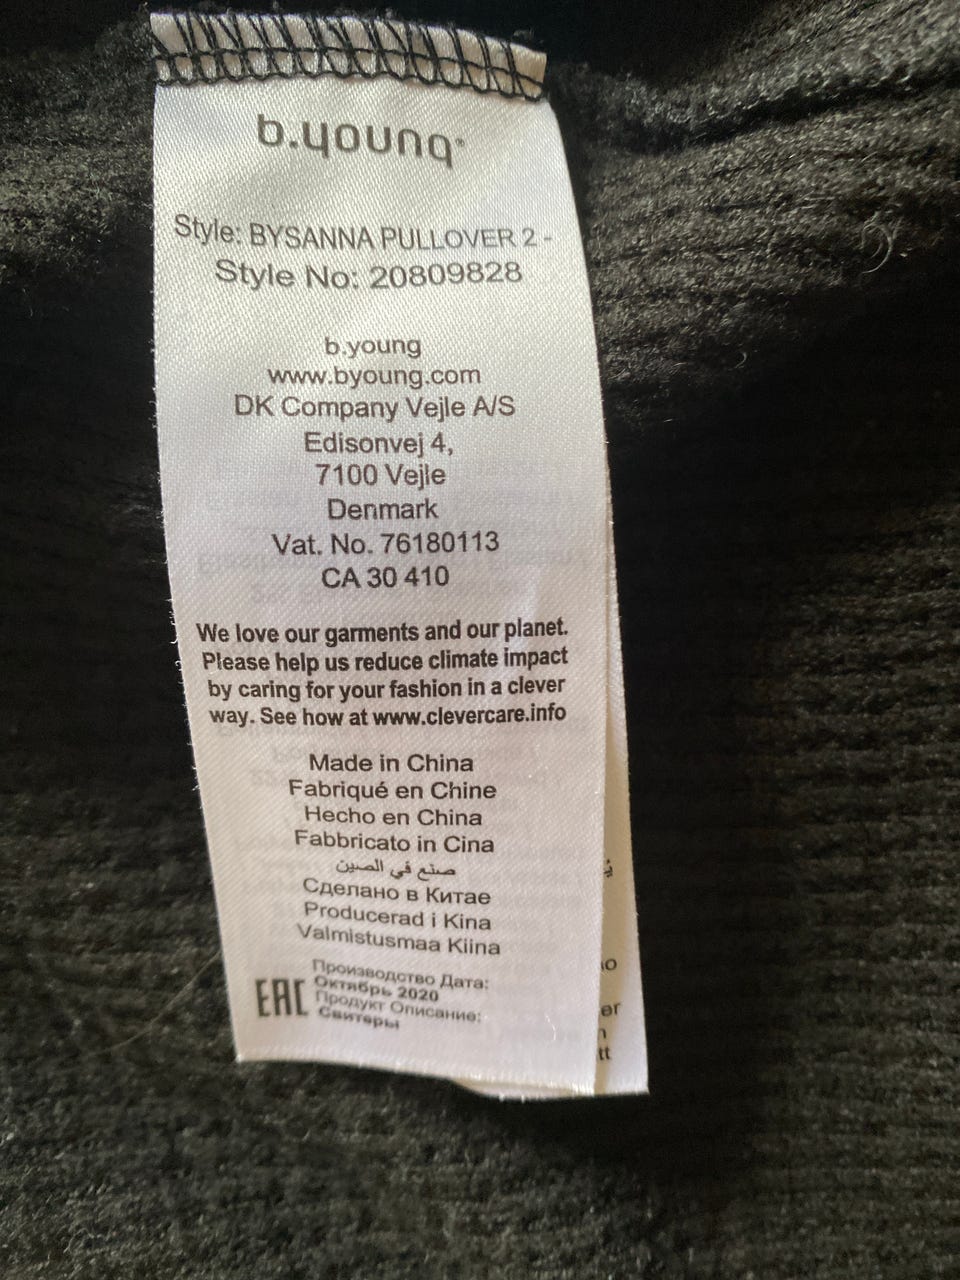 b.young®
Style: BYSANNA PULLOVER 2 -
Style No: 20809828
b.young
www.byoung.com
DK Company Vejle A/S
Edisonvej 4,
7100 Vejle
Denmark
Vat. No. 76180113
CA 30 410
We love our garments and our planet.
Please help us reduce climate impact
by caring for your fashion in a clever
way. See how at www.clevercare.info
Made in China
Fabriqué en Chine
Hecho en China
Fabbricato in Cina
صنع في الصين
Сделано в Китае
Producerad i Kina
Valmistusmaa Kiina
Производство Дата:
Октябрь 2020
Продукт Описание:
Свитеры
EAC